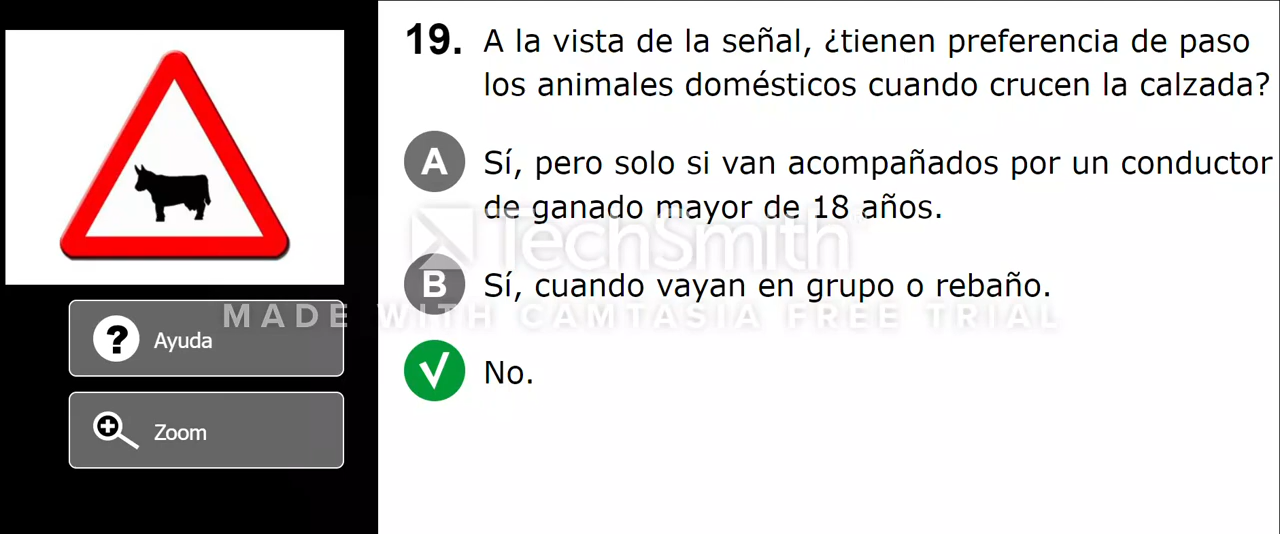 19. A la vista de la señal, ¿tienen preferencia de paso
los animales domésticos cuando crucen la calzada?
A Sí, pero solo si van acompañados por un conductor
de ganado mayor de 18 años.
TechSmith
B Sí, cuando vayan en grupo o rebaño.
MADE WITH CAMTASIA FREE TRIAL
? Ayuda
No.
Zoom